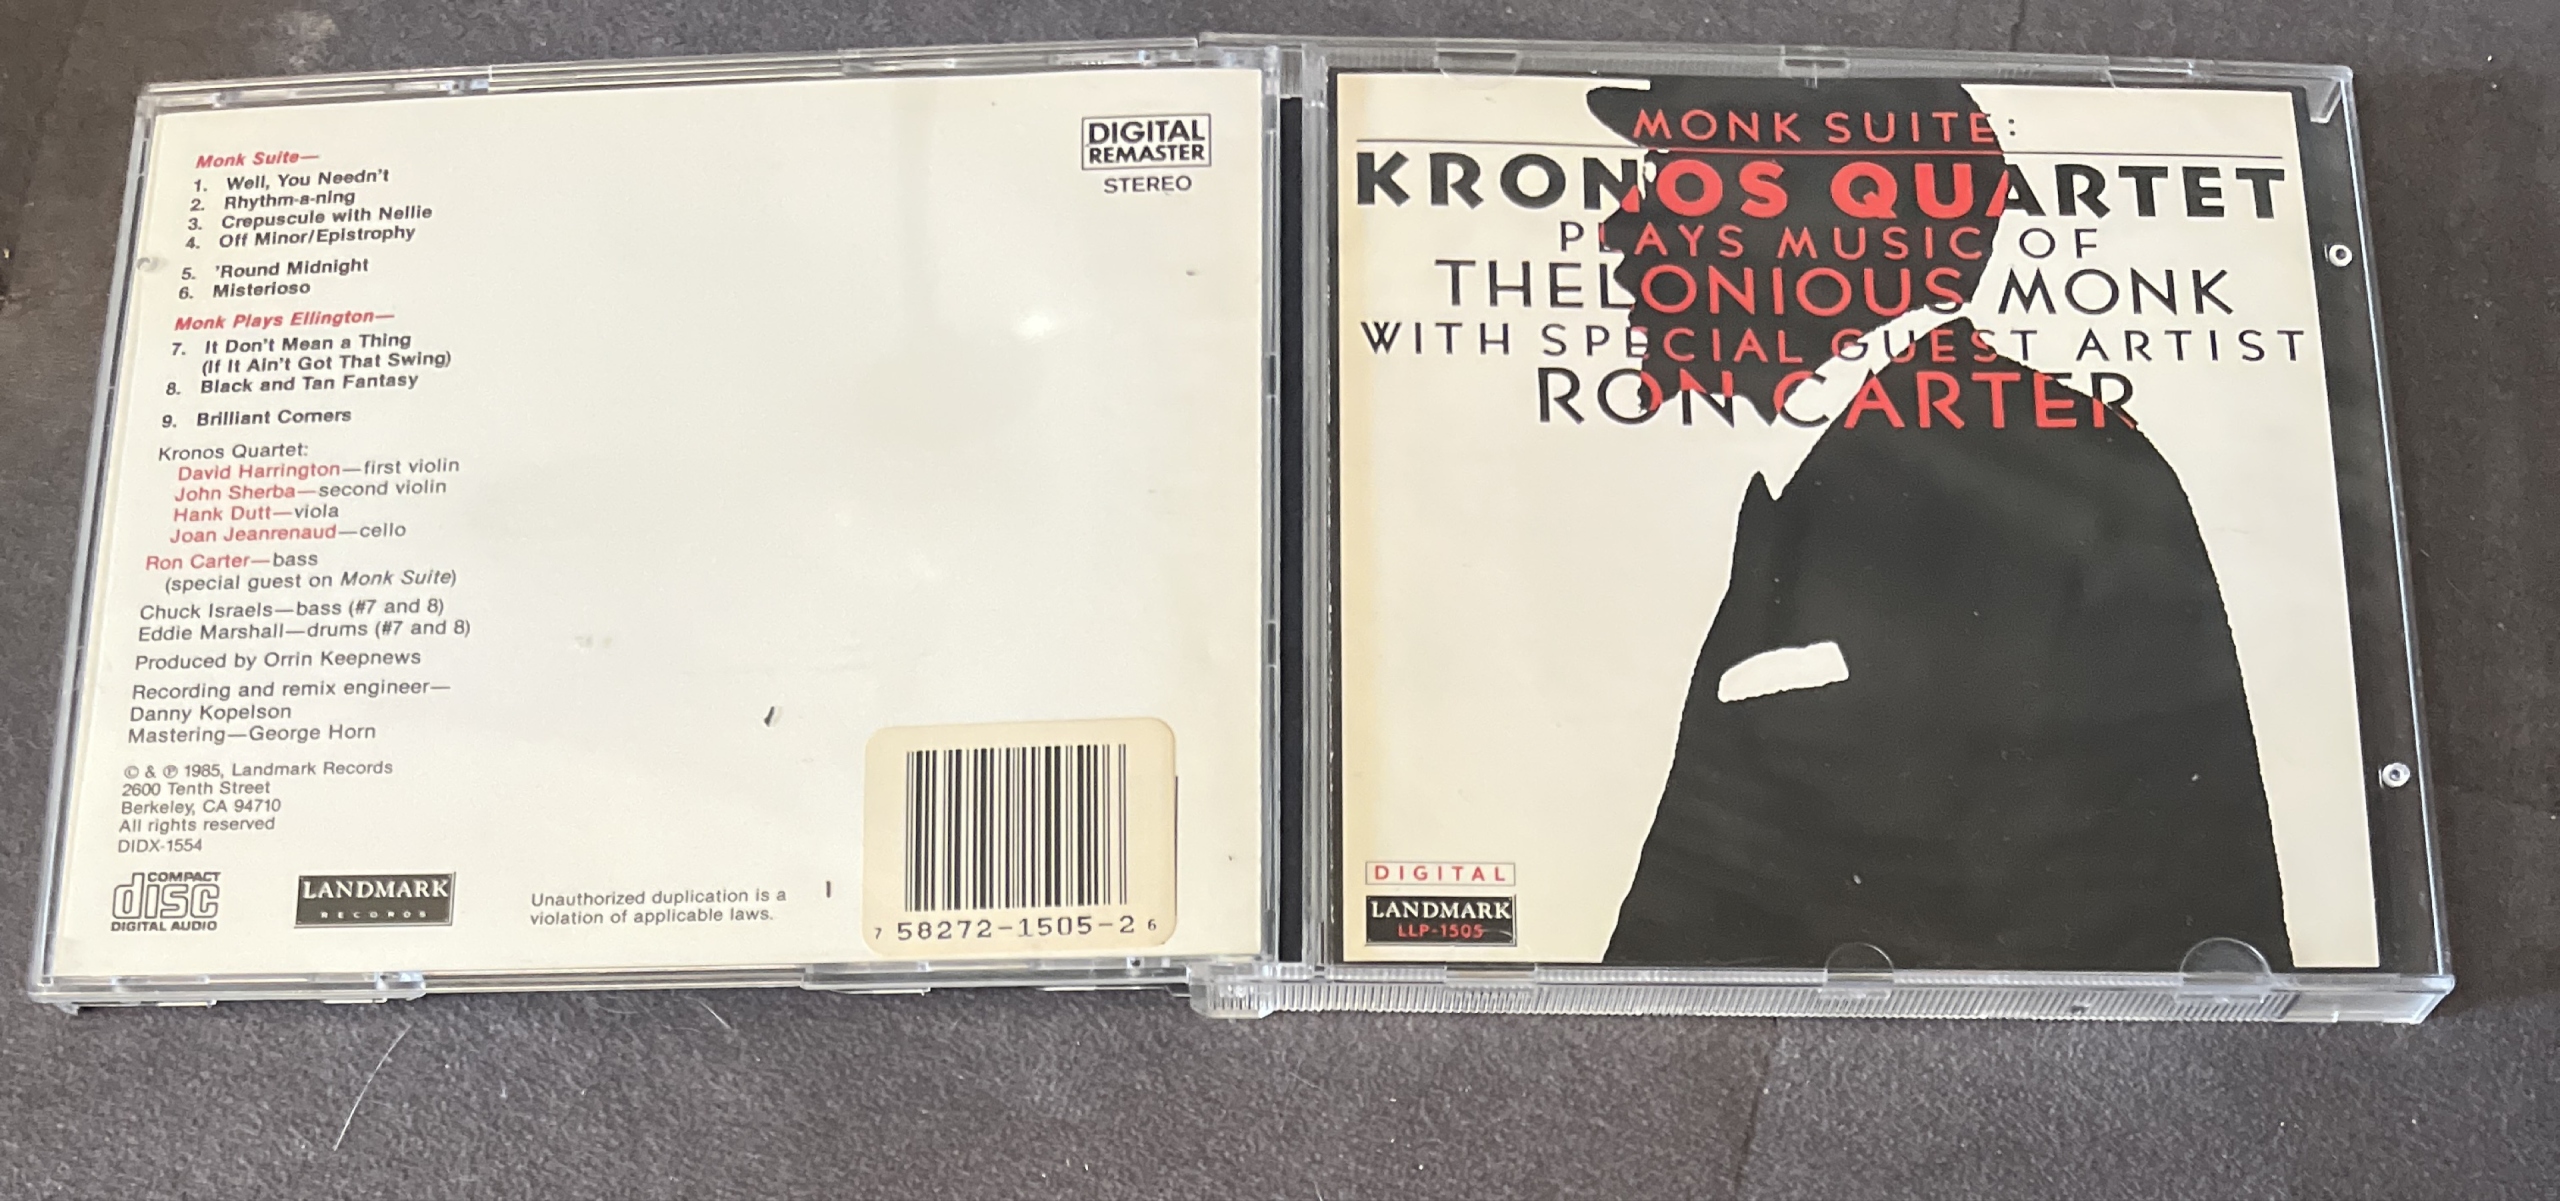 Monk Suite—
1. Well, You Needn't
2. Rhythm-a-ning
3. Crepuscule with Nellie
4. Off Minor/Epistrophy
5. 'Round Midnight
6. Misterioso
Monk Plays Ellington—
7. It Don't Mean a Thing
(If It Ain't Got That Swing)
8. Black and Tan Fantasy
9. Brilliant Corners
Kronos Quartet:
David Harrington—first violin
John Sherba—second violin
Hank Dutt—viola
Joan Jeanrenaud—cello
Ron Carter—bass
(special guest on Monk Suite)
Chuck Israels—bass (#7 and 8)
Eddie Marshall—drums (#7 and 8)
Produced by Orrin Keepnews
Recording and remix engineer—
Danny Kopelson
Mastering—George Horn
© & ℗ 1985, Landmark Records
2600 Tenth Street
Berkeley, CA 94710
All rights reserved
DIDX-1554
COMPACT
disc
DIGITAL AUDIO
LANDMARK
RECORDS
Unauthorized duplication is a
violation of applicable laws.
DIGITAL
REMASTER
STEREO
7 58272-1505-2 6
MONK SUITE:
KRONOS QUARTET
PLAYS MUSIC OF
THELONIOUS MONK
WITH SPECIAL GUEST ARTIST
RON CARTER
DIGITAL
LANDMARK
LLP-1505